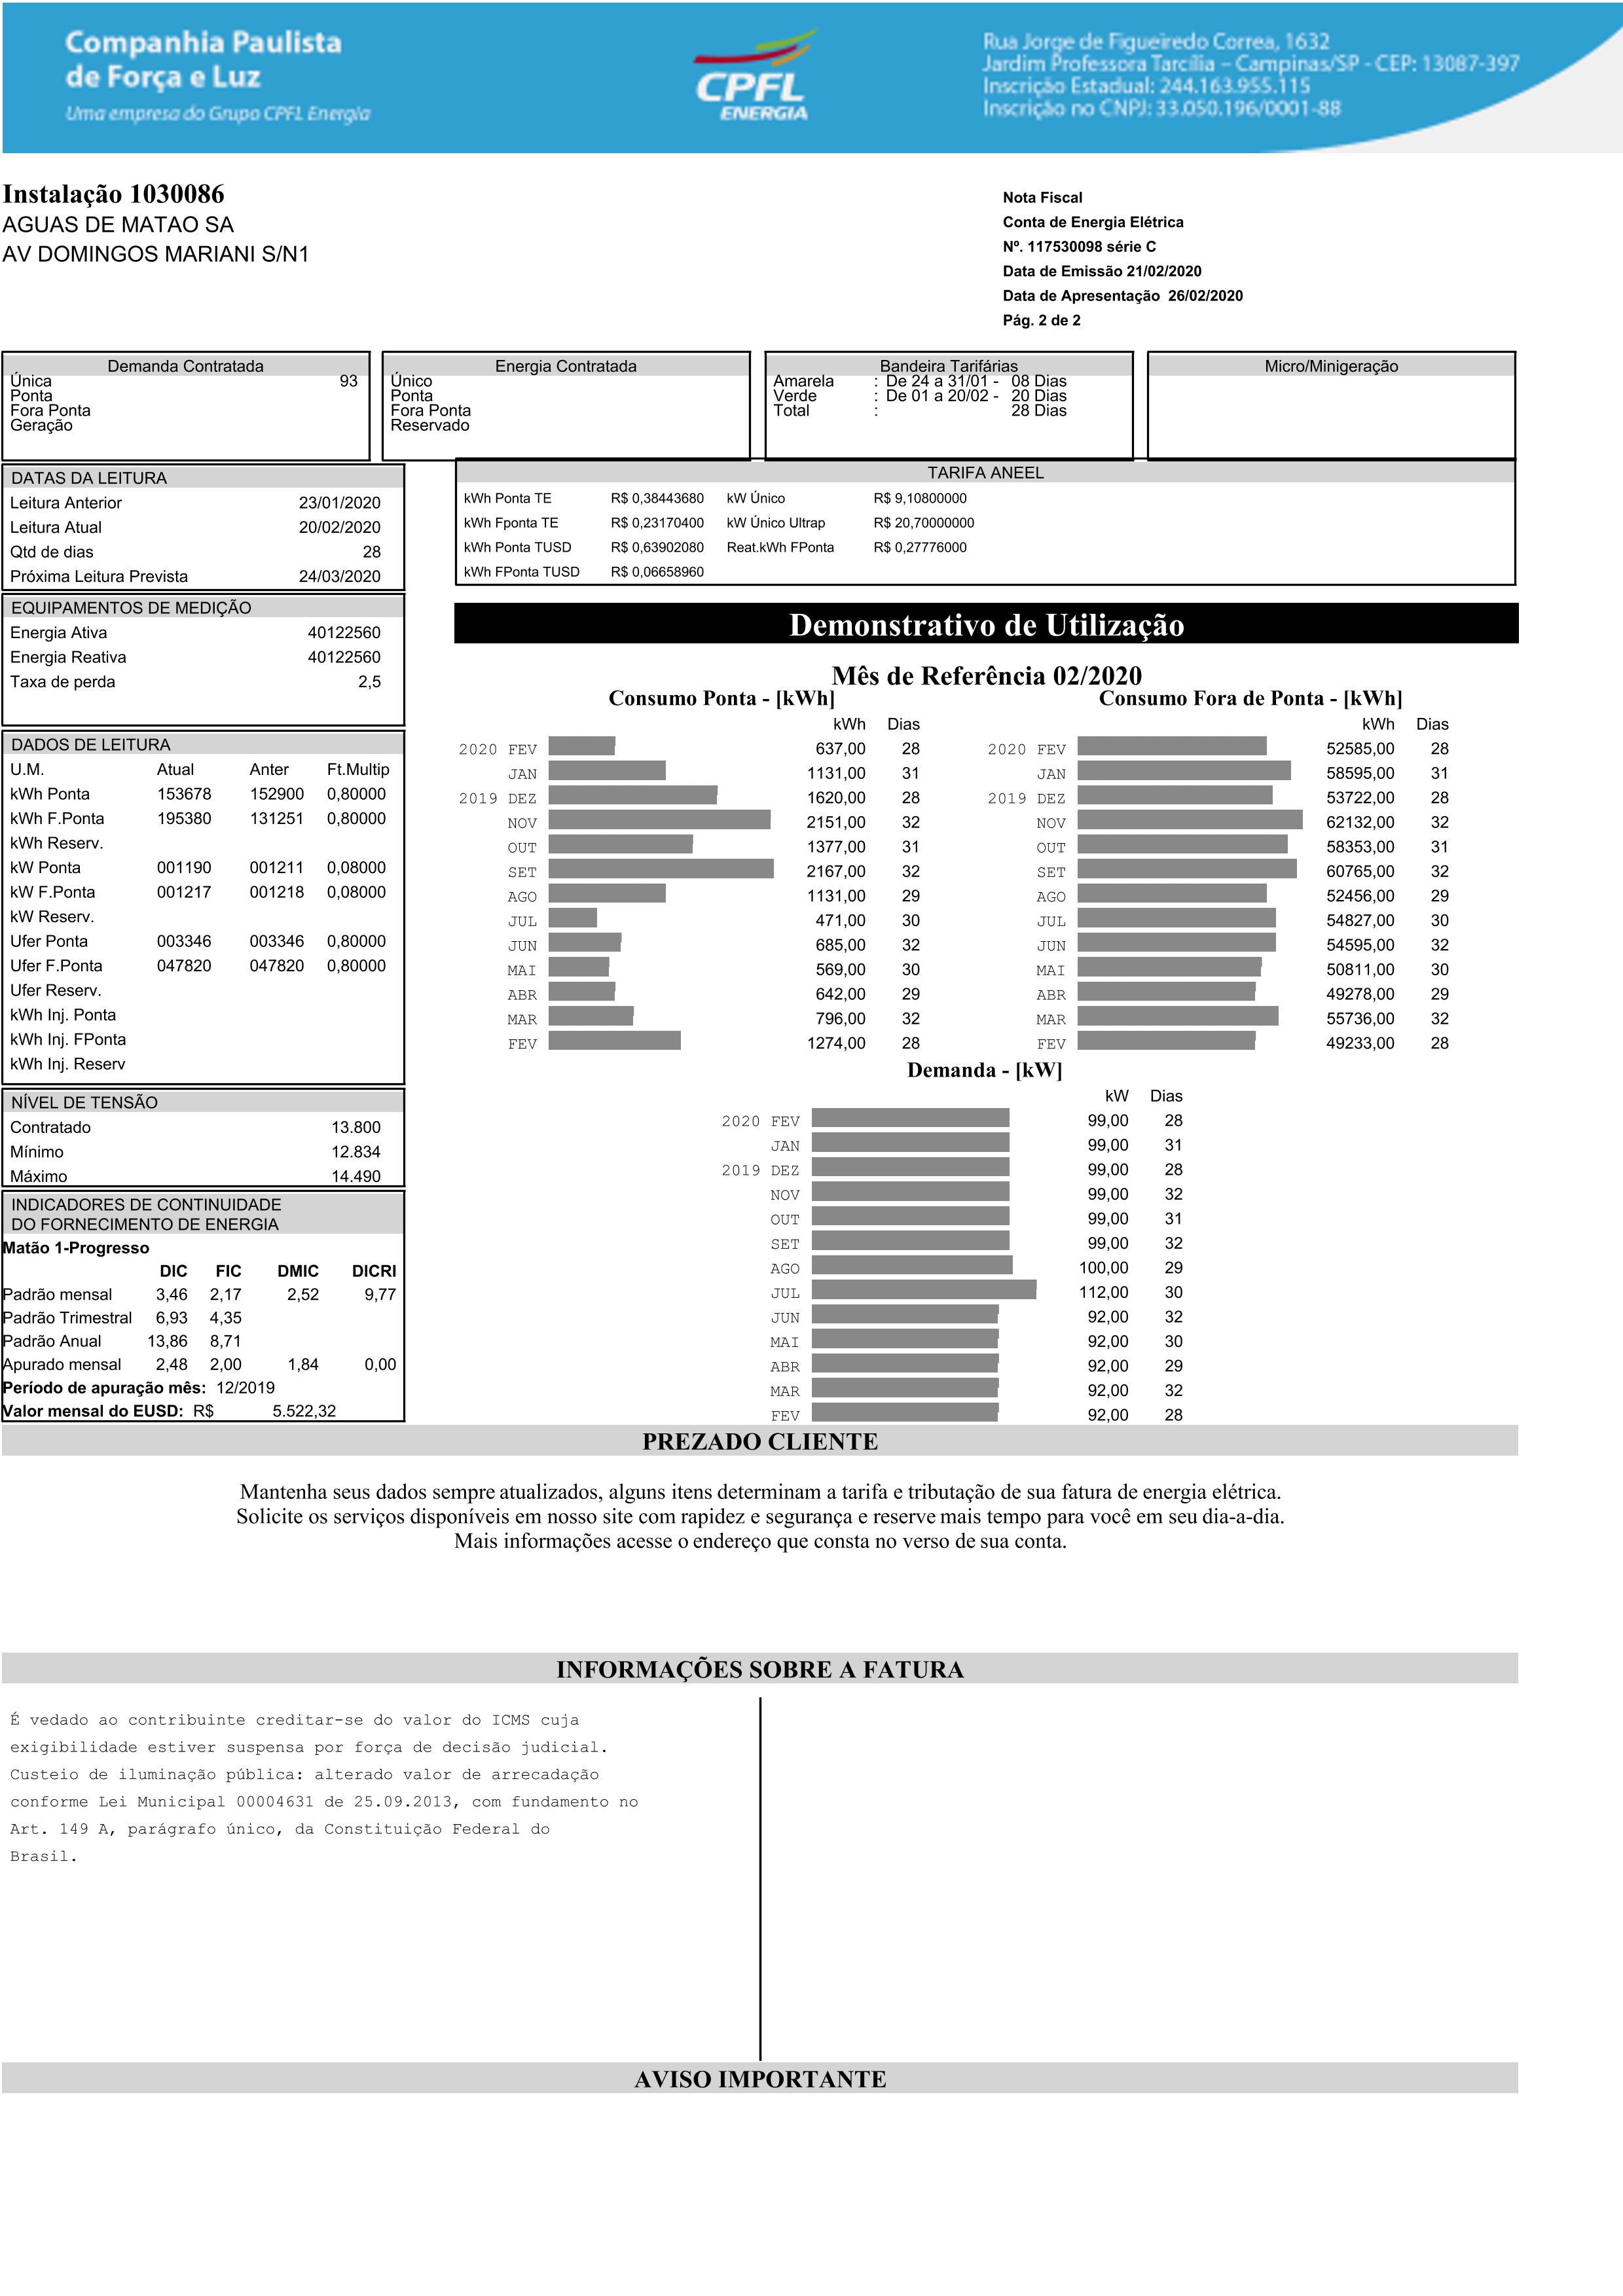 Companhia Paulista
de Força e Luz
Uma empresa do Grupo CPFL Energia
CPFL
ENERGIA
Rua Jorge de Figueiredo Correa, 1632
Jardim Professora Tarcília – Campinas/SP - CEP: 13087-397
Inscrição Estadual: 244.163.955.115
Inscrição no CNPJ: 33.050.196/0001-88
Instalação 1030086
AGUAS DE MATAO SA
AV DOMINGOS MARIANI S/N1
Nota Fiscal
Conta de Energia Elétrica
Nº. 117530098 série C
Data de Emissão 21/02/2020
Data de Apresentação 26/02/2020
Pág. 2 de 2
Demanda Contratada
Única 93
Ponta
Fora Ponta
Geração
Energia Contratada
Único
Ponta
Fora Ponta
Reservado
Bandeira Tarifárias
Amarela : De 24 a 31/01 - 08 Dias
Verde : De 01 a 20/02 - 20 Dias
Total : 28 Dias
Micro/Minigeração
DATAS DA LEITURA
Leitura Anterior 23/01/2020
Leitura Atual 20/02/2020
Qtd de dias 28
Próxima Leitura Prevista 24/03/2020
TARIFA ANEEL
kWh Ponta TE R$ 0,38443680 kW Único R$ 9,10800000
kWh Fponta TE R$ 0,23170400 kW Único Ultrap R$ 20,70000000
kWh Ponta TUSD R$ 0,63902080 Reat.kWh FPonta R$ 0,27776000
kWh FPonta TUSD R$ 0,06658960
EQUIPAMENTOS DE MEDIÇÃO
Energia Ativa 40122560
Energia Reativa 40122560
Taxa de perda 2,5
DADOS DE LEITURA
U.M. Atual Anter Ft.Multip
kWh Ponta 153678 152900 0,80000
kWh F.Ponta 195380 131251 0,80000
kWh Reserv.
kW Ponta 001190 001211 0,08000
kW F.Ponta 001217 001218 0,08000
kW Reserv.
Ufer Ponta 003346 003346 0,80000
Ufer F.Ponta 047820 047820 0,80000
Ufer Reserv.
kWh Inj. Ponta
kWh Inj. FPonta
kWh Inj. Reserv
NÍVEL DE TENSÃO
Contratado 13.800
Mínimo 12.834
Máximo 14.490
INDICADORES DE CONTINUIDADE
DO FORNECIMENTO DE ENERGIA
Matão 1-Progresso
DIC FIC DMIC DICRI
Padrão mensal 3,46 2,17 2,52 9,77
Padrão Trimestral 6,93 4,35
Padrão Anual 13,86 8,71
Apurado mensal 2,48 2,00 1,84 0,00
Período de apuração mês: 12/2019
Valor mensal do EUSD: R$ 5.522,32
Demonstrativo de Utilização
Mês de Referência 02/2020
Consumo Ponta - [kWh]
kWh Dias
2020 FEV 637,00 28
JAN 1131,00 31
2019 DEZ 1620,00 28
NOV 2151,00 32
OUT 1377,00 31
SET 2167,00 32
AGO 1131,00 29
JUL 471,00 30
JUN 685,00 32
MAI 569,00 30
ABR 642,00 29
MAR 796,00 32
FEV 1274,00 28
Consumo Fora de Ponta - [kWh]
kWh Dias
2020 FEV 52585,00 28
JAN 58595,00 31
2019 DEZ 53722,00 28
NOV 62132,00 32
OUT 58353,00 31
SET 60765,00 32
AGO 52456,00 29
JUL 54827,00 30
JUN 54595,00 32
MAI 50811,00 30
ABR 49278,00 29
MAR 55736,00 32
FEV 49233,00 28
Demanda - [kW]
kW Dias
2020 FEV 99,00 28
JAN 99,00 31
2019 DEZ 99,00 28
NOV 99,00 32
OUT 99,00 31
SET 99,00 32
AGO 100,00 29
JUL 112,00 30
JUN 92,00 32
MAI 92,00 30
ABR 92,00 29
MAR 92,00 32
FEV 92,00 28
PREZADO CLIENTE
Mantenha seus dados sempre atualizados, alguns itens determinam a tarifa e tributação de sua fatura de energia elétrica.
Solicite os serviços disponíveis em nosso site com rapidez e segurança e reserve mais tempo para você em seu dia-a-dia.
Mais informações acesse o endereço que consta no verso de sua conta.
INFORMAÇÕES SOBRE A FATURA
É vedado ao contribuinte creditar-se do valor do ICMS cuja
exigibilidade estiver suspensa por força de decisão judicial.
Custeio de iluminação pública: alterado valor de arrecadação
conforme Lei Municipal 00004631 de 25.09.2013, com fundamento no
Art. 149 A, parágrafo único, da Constituição Federal do
Brasil.
AVISO IMPORTANTE